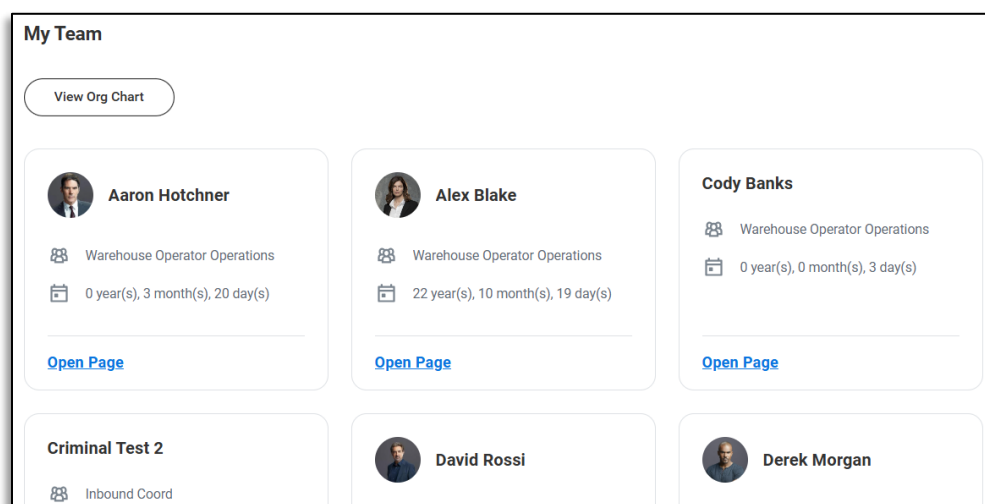 My Team
View Org Chart
Aaron Hotchner
Warehouse Operator Operations
0 year(s), 3 month(s), 20 day(s)
Open Page
Alex Blake
Warehouse Operator Operations
22 year(s), 10 month(s), 19 day(s)
Open Page
Cody Banks
Warehouse Operator Operations
0 year(s), 0 month(s), 3 day(s)
Open Page
Criminal Test 2
Inbound Coord
David Rossi
Derek Morgan